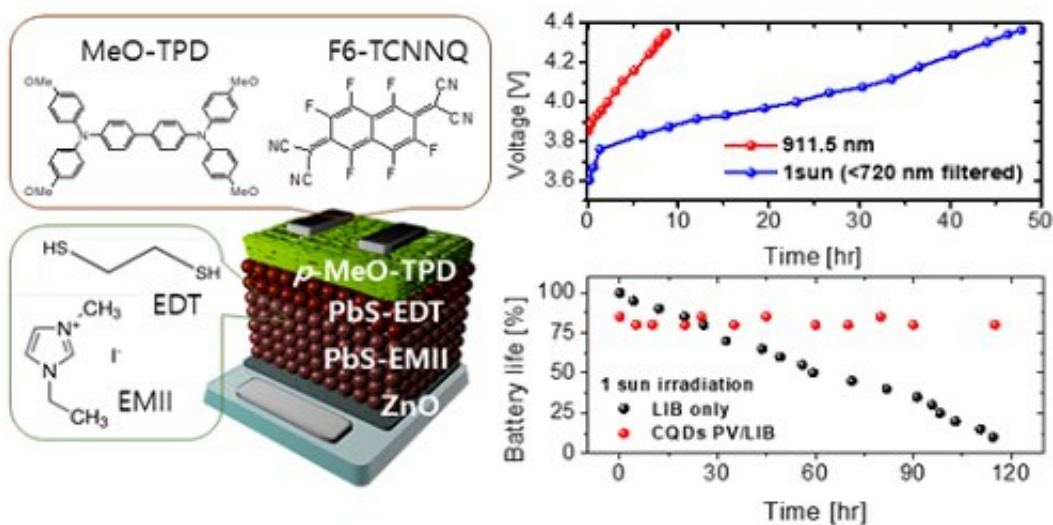 MeO-TPD
F6-TCNNQ
OMe
MeO
N
N
OMe
MeO
F
F
F
CN
CN
NC
NC
F
F
F
p-MeO-TPD
PbS-EDT
PbS-EMII
ZnO
HS
SH
EDT
CH₃
N⁺
I⁻
N
EMII
CH₃
4.4
4.2
4.0
3.8
3.6
Voltage [V]
911.5 nm
1sun (<720 nm filtered)
0 10 20 30 40 50
Time [hr]
100
75
50
25
0
Battery life [%]
1 sun irradiation
LIB only
CQDs PV/LIB
0 30 60 90 120
Time [hr]